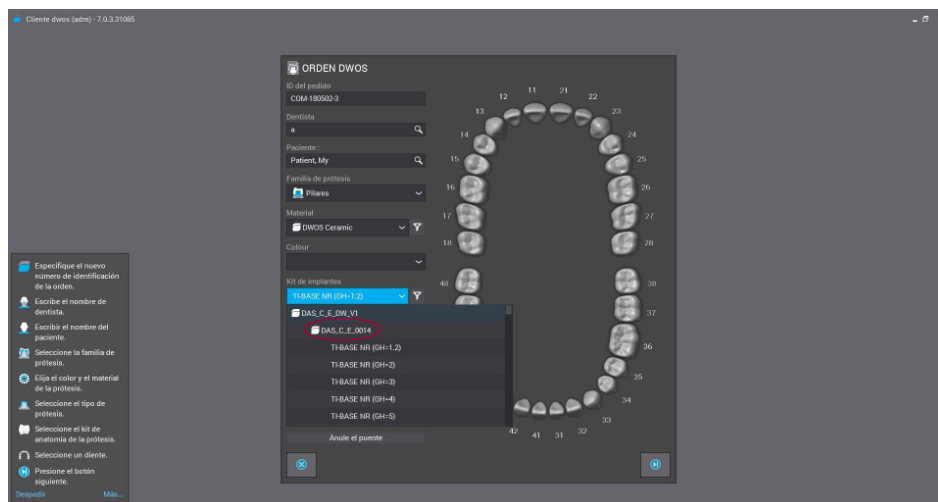 Cliente dwos (adm) - 7.0.3.31085
ORDEN DWOS
ID del pedido
COM-180502-3
Dentista
a
Paciente :
Patient, My
Familia de prótesis
Pilares
Material
DWOS Ceramic
Colour
Kit de implantes
TI-BASE NR (GH=1.2)
DAS_C_E_DW_V1
DAS_C_E_0014
TI-BASE NR (GH=1.2)
TI-BASE NR (GH=2)
TI-BASE NR (GH=3)
TI-BASE NR (GH=4)
TI-BASE NR (GH=5)
Anule el puente
11 21
12 22
13 23
14 24
15 25
16 26
17 27
18 28
48 38
37
36
35
34
33
42 41 31 32
Especifique el nuevo
número de identificación
de la orden.
Escribe el nombre de
dentista.
Escribir el nombre del
paciente.
Seleccione la familia de
prótesis.
Elija el color y el material
de la prótesis.
Seleccione el tipo de
prótesis.
Seleccione el kit de
anatomía de la prótesis.
Seleccione un diente.
Presione el botón
siguiente.
Despedir Más...